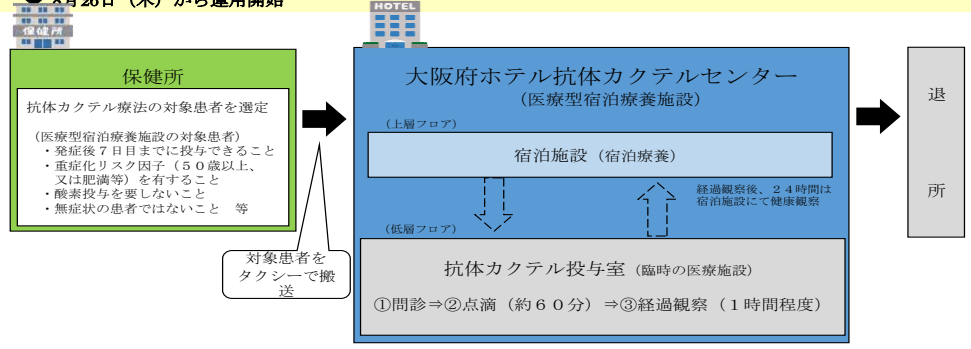 ● 8月26日（木）から運用開始
HOTEL
保健所
保健所
抗体カクテル療法の対象患者を選定
（医療型宿泊療養施設の対象患者）
・発症後７日目までに投与できること
・重症化リスク因子（５０歳以上、
又は肥満等）を有すること
・酸素投与を要しないこと
・無症状の患者ではないこと　等
対象患者を
タクシーで搬
送
大阪府ホテル抗体カクテルセンター
（医療型宿泊療養施設）
（上層フロア）
宿泊施設（宿泊療養）
経過観察後、２４時間は
宿泊施設にて健康観察
（低層フロア）
抗体カクテル投与室（臨時の医療施設）
①問診⇒②点滴（約６０分）⇒③経過観察（１時間程度）
退
所